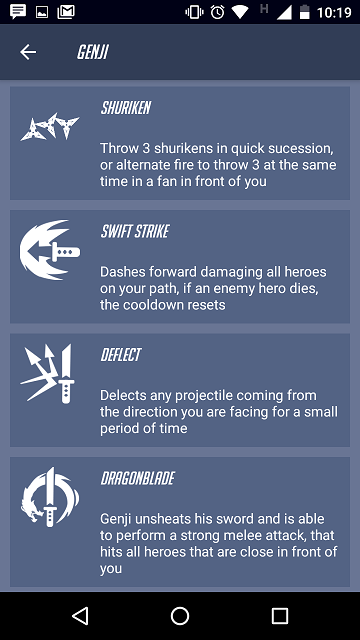 H
10:19
GENJI
SHURIKEN
Throw 3 shurikens in quick sucession,
or alternate fire to throw 3 at the same
time in a fan in front of you
SWIFT STRIKE
Dashes forward damaging all heroes
on your path, if an enemy hero dies,
the cooldown resets
DEFLECT
Delects any projectile coming from
the direction you are facing for a small
period of time
DRAGONBLADE
Genji unsheats his sword and is able
to perform a strong melee attack, that
hits all heroes that are close in front of
you